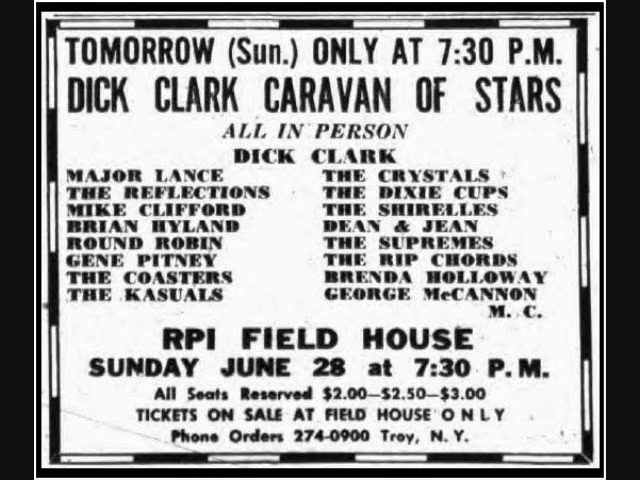 TOMORROW (Sun.) ONLY AT 7:30 P.M.
DICK CLARK CARAVAN OF STARS
ALL IN PERSON
DICK CLARK
MAJOR LANCE
THE REFLECTIONS
MIKE CLIFFORD
BRIAN HYLAND
ROUND ROBIN
GENE PITNEY
THE COASTERS
THE KASUALS
THE CRYSTALS
THE DIXIE CUPS
THE SHIRELLES
DEAN & JEAN
THE SUPREMES
THE RIP CHORDS
BRENDA HOLLOWAY
GEORGE McCANNON
M. C.
RPI FIELD HOUSE
SUNDAY JUNE 28 at 7:30 P.M.
All Seats Reserved $2.00—$2.50—$3.00
TICKETS ON SALE AT FIELD HOUSE ONLY
Phone Orders 274-0900 Troy, N. Y.